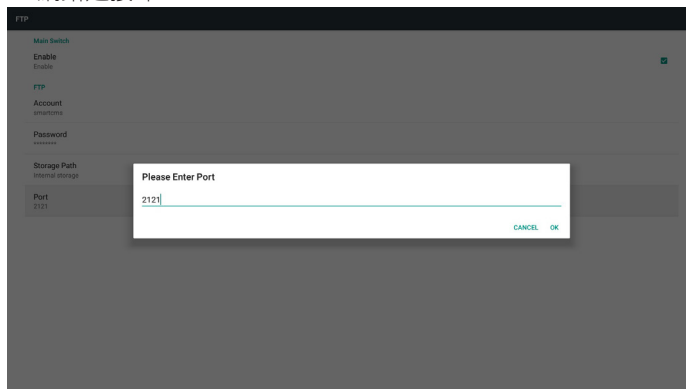 FTP
Main Switch
Enable
Enable
FTP
Account
smartcms
Password
********
Storage Path
Internal storage
Port
2121
Please Enter Port
2121
CANCEL OK